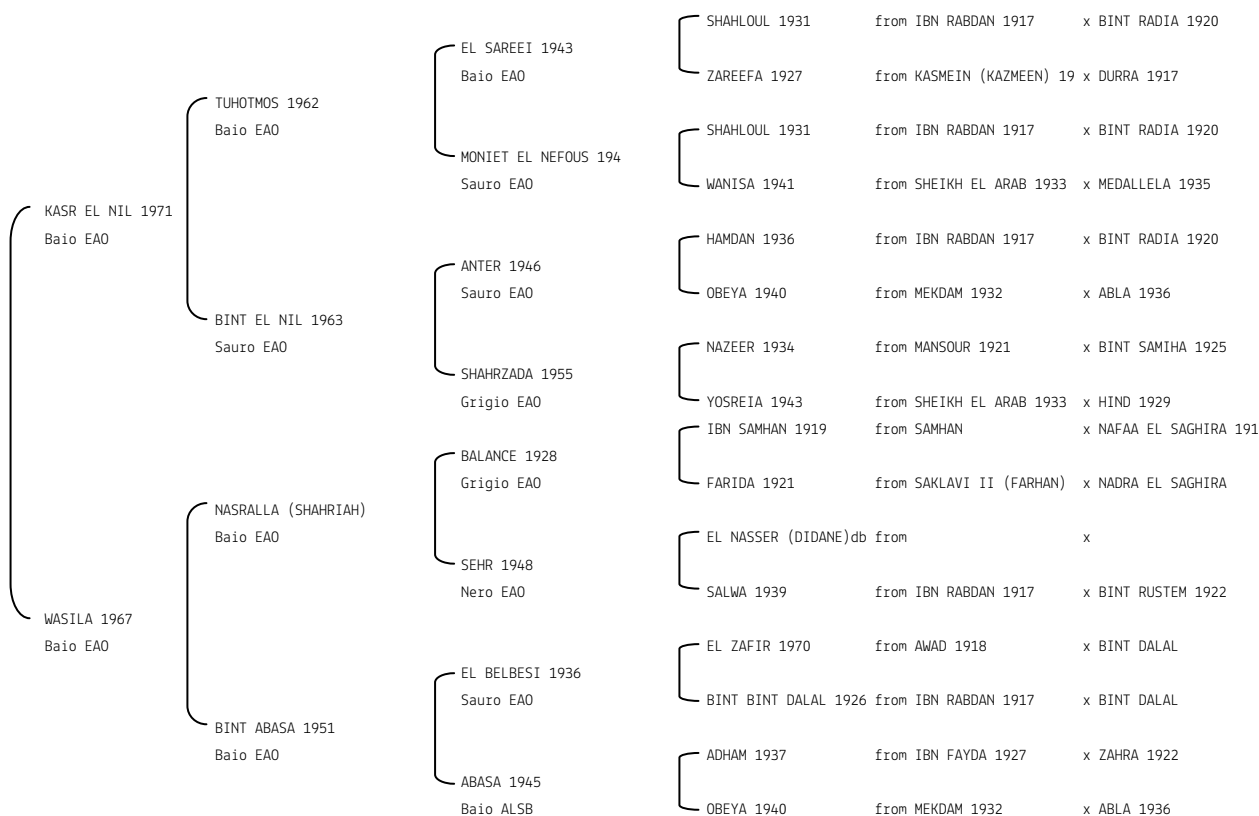 SHAHLOUL 1931 from IBN RABDAN 1917 x BINT RADIA 1920
EL SAREEI 1943
Baio EAO
ZAREEFA 1927 from KASMEIN (KAZMEEN) 19 x DURRA 1917
TUHOTMOS 1962
Baio EAO
SHAHLOUL 1931 from IBN RABDAN 1917 x BINT RADIA 1920
MONIET EL NEFOUS 194
Sauro EAO
WANISA 1941 from SHEIKH EL ARAB 1933 x MEDALLELA 1935
KASR EL NIL 1971
Baio EAO
HAMDAN 1936 from IBN RABDAN 1917 x BINT RADIA 1920
ANTER 1946
Sauro EAO
OBEYA 1940 from MEKDAM 1932 x ABLA 1936
BINT EL NIL 1963
Sauro EAO
NAZEER 1934 from MANSOUR 1921 x BINT SAMIHA 1925
SHAHRZADA 1955
Grigio EAO
YOSREIA 1943 from SHEIKH EL ARAB 1933 x HIND 1929
IBN SAMHAN 1919 from SAMHAN x NAFAA EL SAGHIRA 191
BALANCE 1928
Grigio EAO
FARIDA 1921 from SAKLAVI II (FARHAN) x NADRA EL SAGHIRA
NASRALLA (SHAHRIAH)
Baio EAO
EL NASSER (DIDANE)db from x
SEHR 1948
Nero EAO
SALWA 1939 from IBN RABDAN 1917 x BINT RUSTEM 1922
WASILA 1967
Baio EAO
EL ZAFIR 1970 from AWAD 1918 x BINT DALAL
EL BELBESI 1936
Sauro EAO
BINT BINT DALAL 1926 from IBN RABDAN 1917 x BINT DALAL
BINT ABASA 1951
Baio EAO
ADHAM 1937 from IBN FAYDA 1927 x ZAHRA 1922
ABASA 1945
Baio ALSB
OBEYA 1940 from MEKDAM 1932 x ABLA 1936